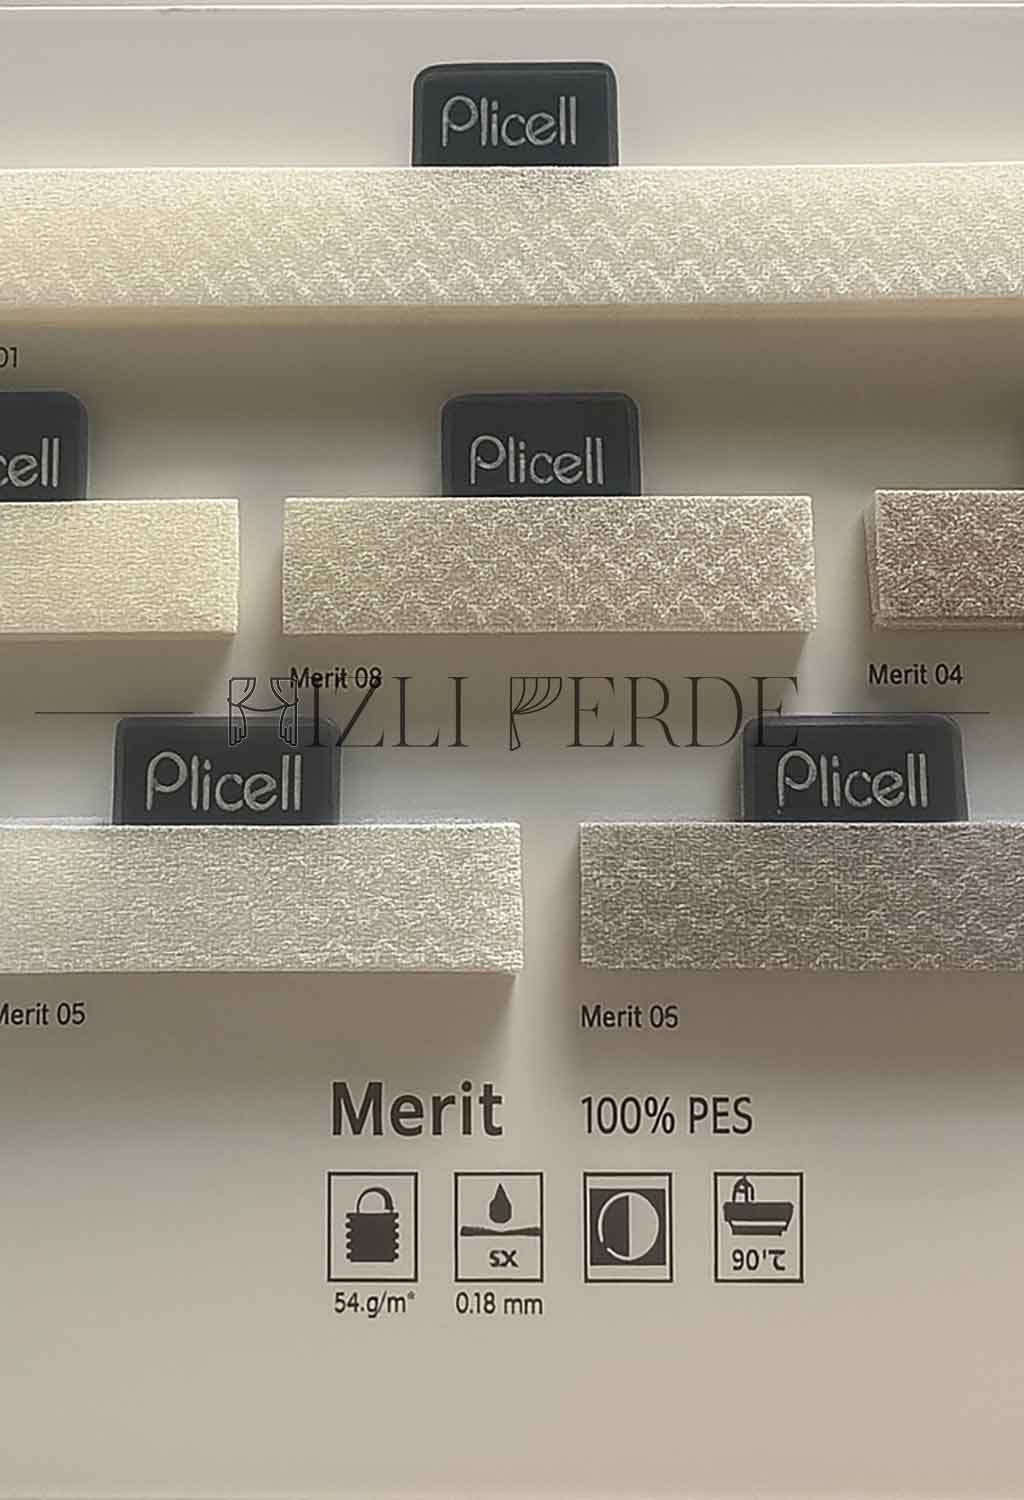 Plicell
01
cell
Plicell
Merit 08
Merit 04
HIZLI PERDE
Plicell
Plicell
Merit 05
Merit 06
Merit
100% PES
SX
90'℃
54.g/m²
0.18 mm